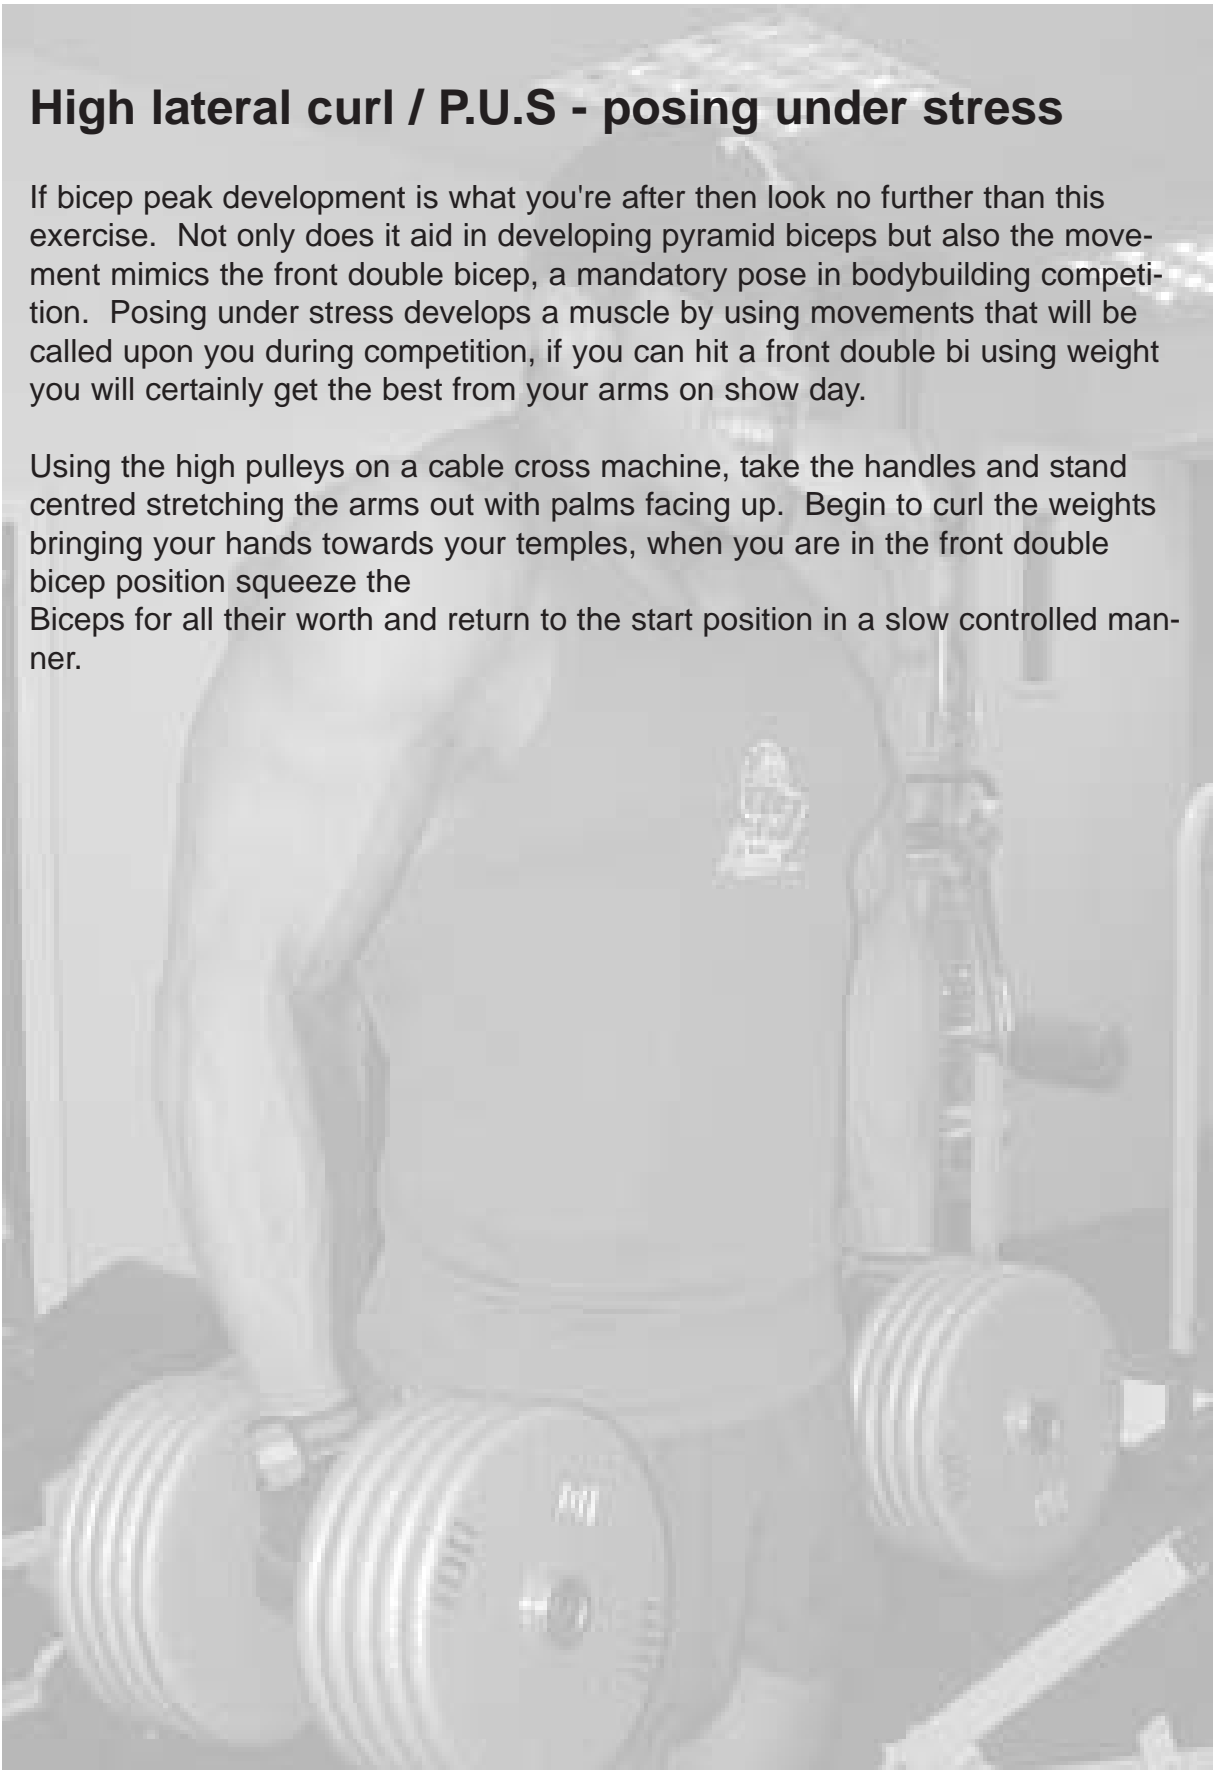 High lateral curl / P.U.S - posing under stress
If bicep peak development is what you're after then look no further than this
exercise.  Not only does it aid in developing pyramid biceps but also the move-
ment mimics the front double bicep, a mandatory pose in bodybuilding competi-
tion.  Posing under stress develops a muscle by using movements that will be
called upon you during competition, if you can hit a front double bi using weight
you will certainly get the best from your arms on show day.
Using the high pulleys on a cable cross machine, take the handles and stand
centred stretching the arms out with palms facing up.  Begin to curl the weights
bringing your hands towards your temples, when you are in the front double
bicep position squeeze the
Biceps for all their worth and return to the start position in a slow controlled man-
ner.